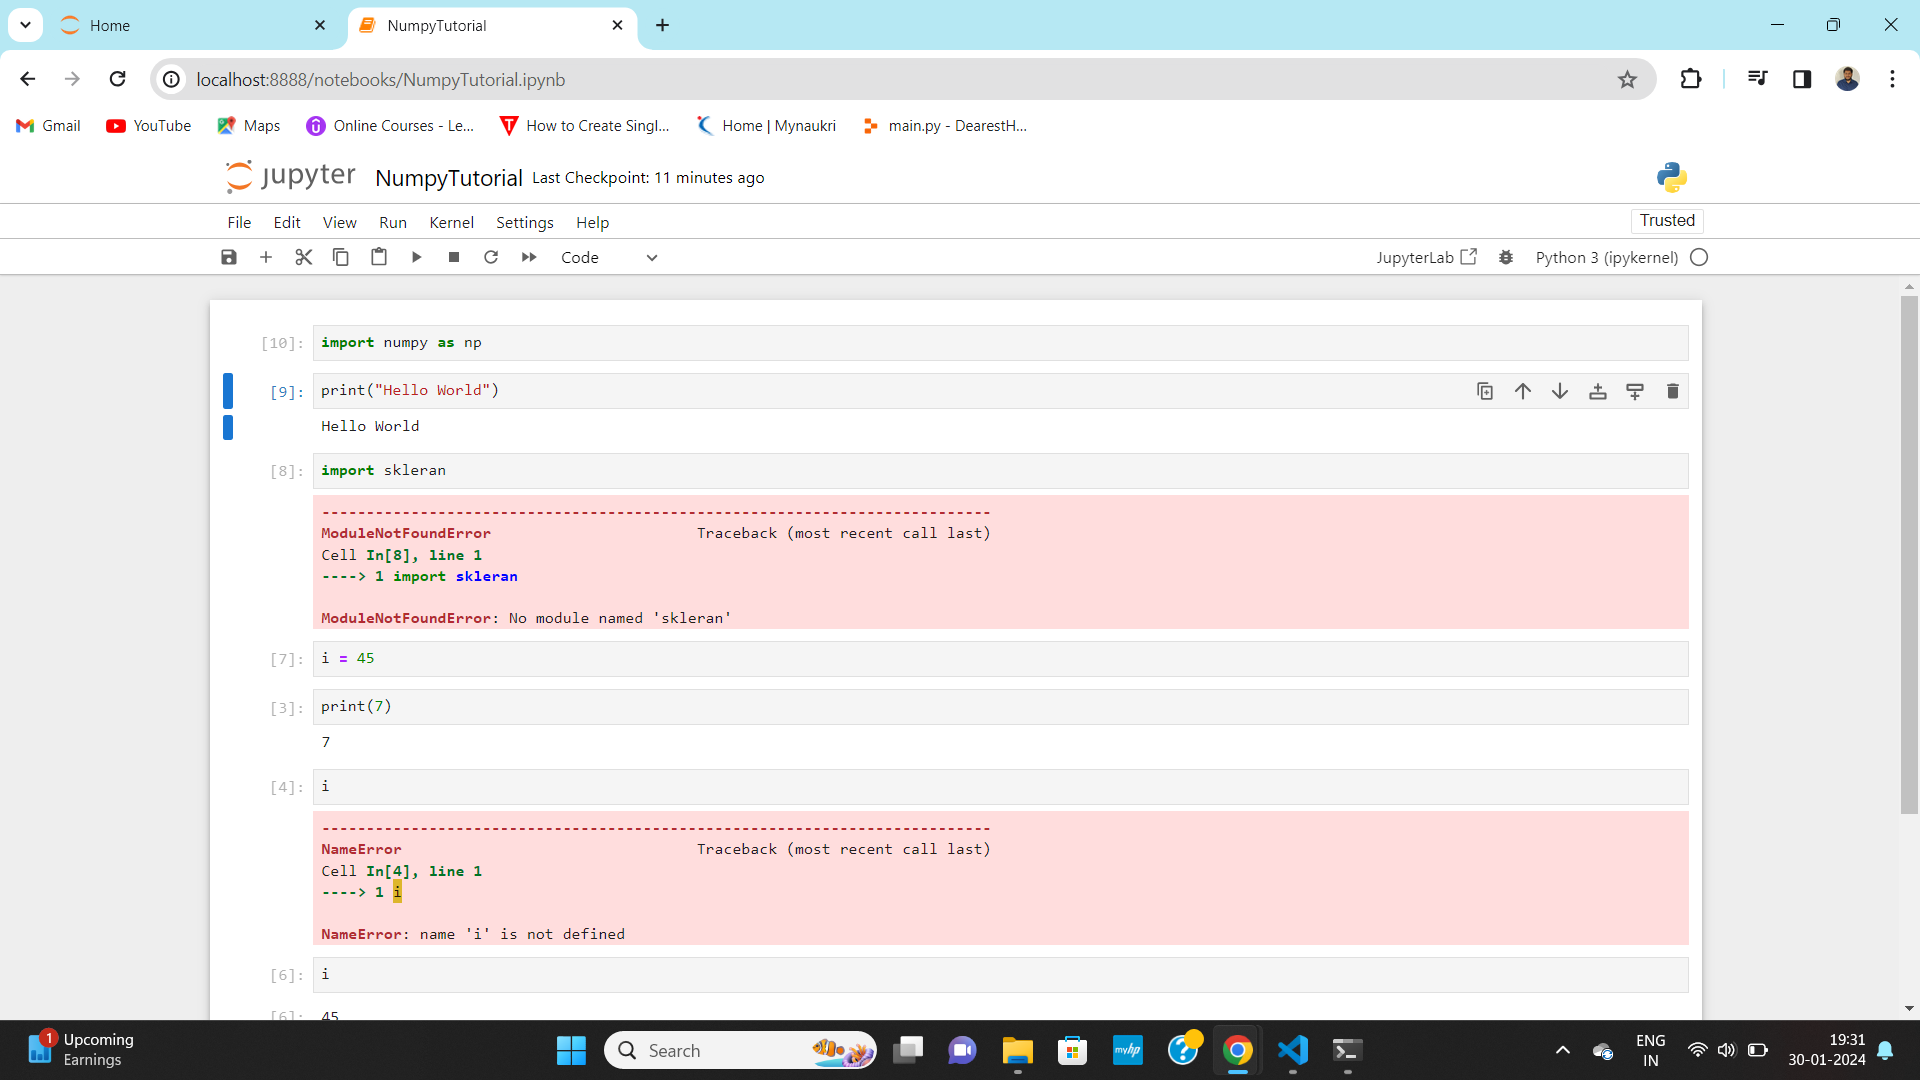 Home
NumpyTutorial
localhost:8888/notebooks/NumpyTutorial.ipynb
Gmail
YouTube
Maps
Online Courses - Le...
How to Create Singl...
Home | Mynaukri
main.py - DearestH...
jupyter NumpyTutorial Last Checkpoint: 11 minutes ago
File Edit View Run Kernel Settings Help
Trusted
Code
JupyterLab
Python 3 (ipykernel)
[10]: import numpy as np
[9]: print("Hello World")
Hello World
[8]: import skleran
---------------------------------------------------------------------------
ModuleNotFoundError                       Traceback (most recent call last)
Cell In[8], line 1
----> 1 import skleran
ModuleNotFoundError: No module named 'skleran'
[7]: i = 45
[3]: print(7)
7
[4]: i
---------------------------------------------------------------------------
NameError                                 Traceback (most recent call last)
Cell In[4], line 1
----> 1 i
NameError: name 'i' is not defined
[6]: i
[6]: 45
1
Upcoming
Earnings
Search
myhp
ENG
IN
19:31
30-01-2024